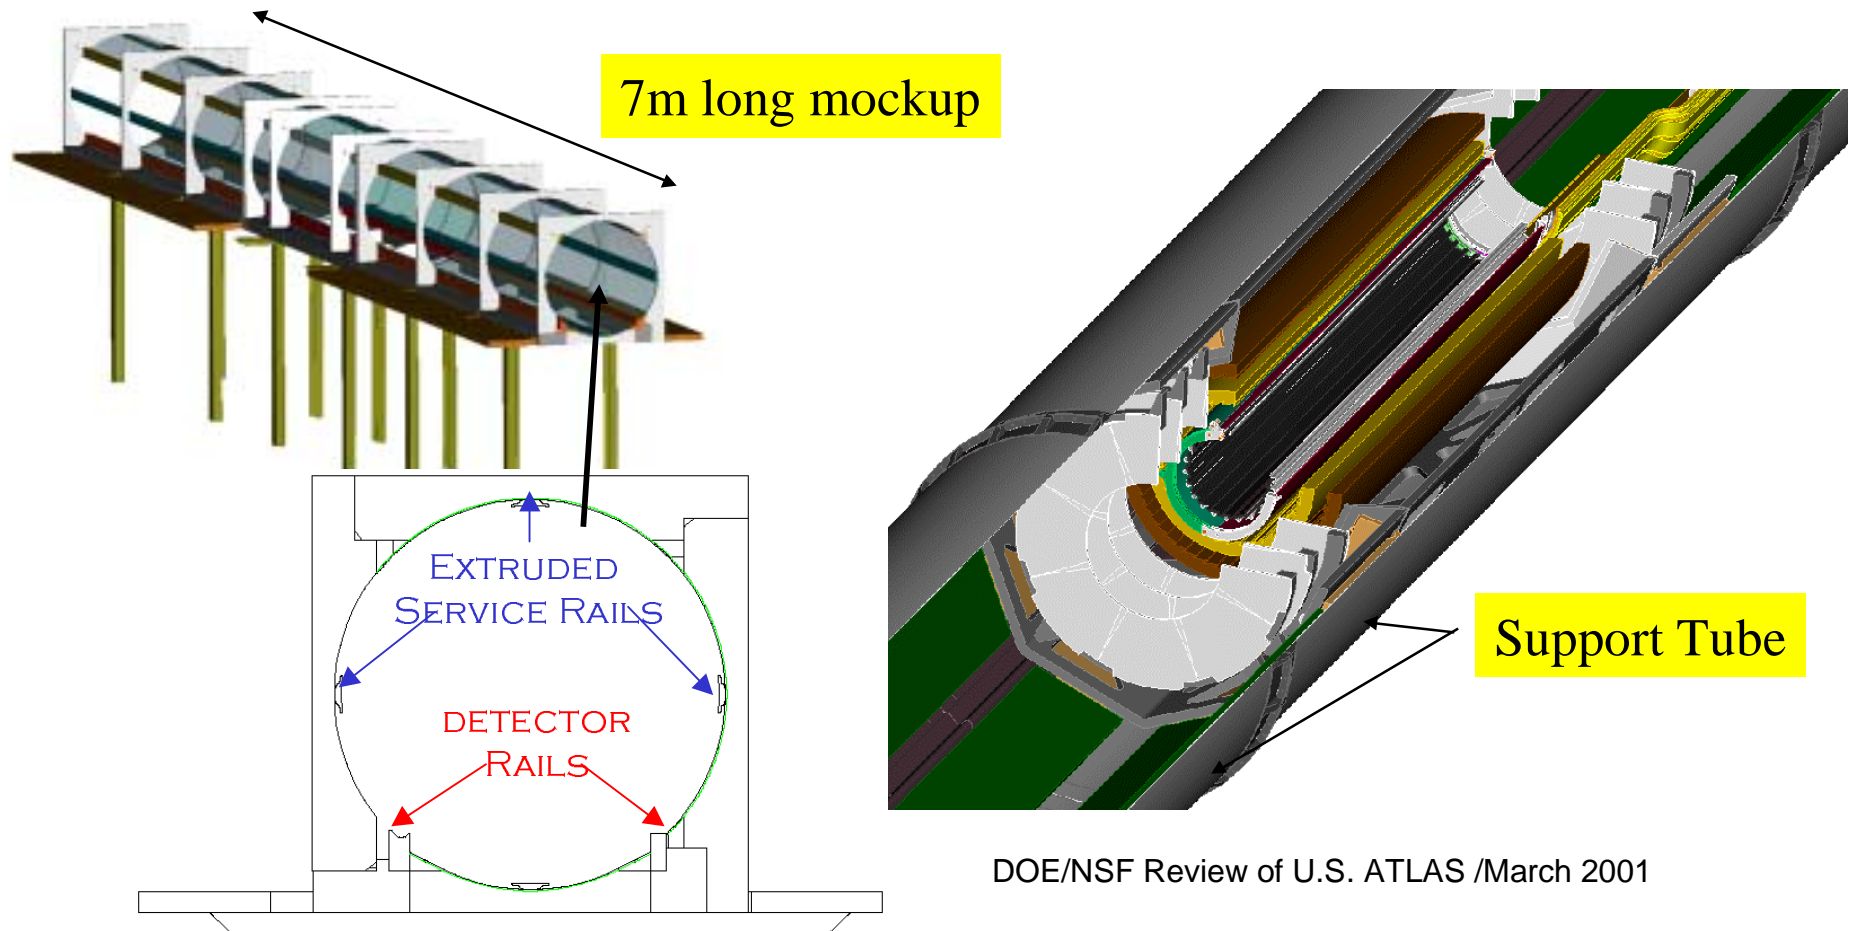 7m long mockup
EXTRUDED
SERVICE RAILS
DETECTOR
RAILS
Support Tube
DOE/NSF Review of U.S. ATLAS /March 2001